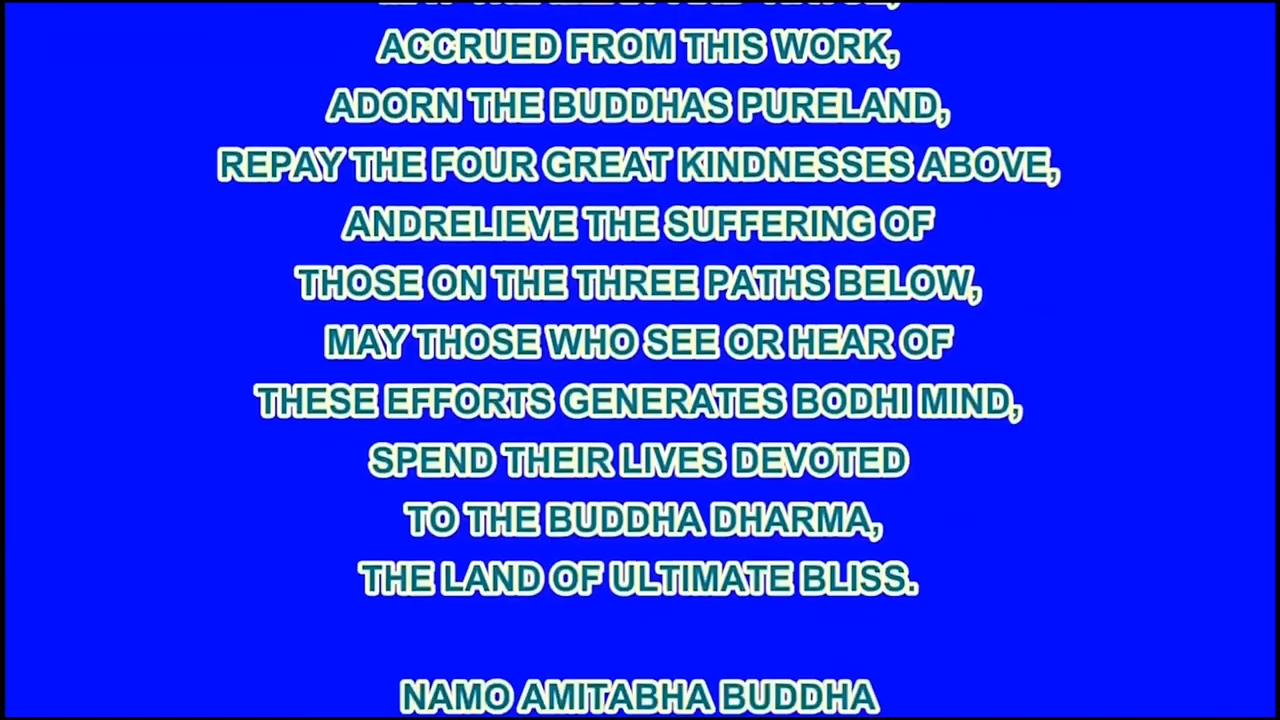 ACCRUED FROM THIS WORK,
ADORN THE BUDDHAS PURELAND,
REPAY THE FOUR GREAT KINDNESSES ABOVE,
ANDRELIEVE THE SUFFERING OF
THOSE ON THE THREE PATHS BELOW,
MAY THOSE WHO SEE OR HEAR OF
THESE EFFORTS GENERATES BODHI MIND,
SPEND THEIR LIVES DEVOTED
TO THE BUDDHA DHARMA,
THE LAND OF ULTIMATE BLISS.
NAMO AMITABHA BUDDHA